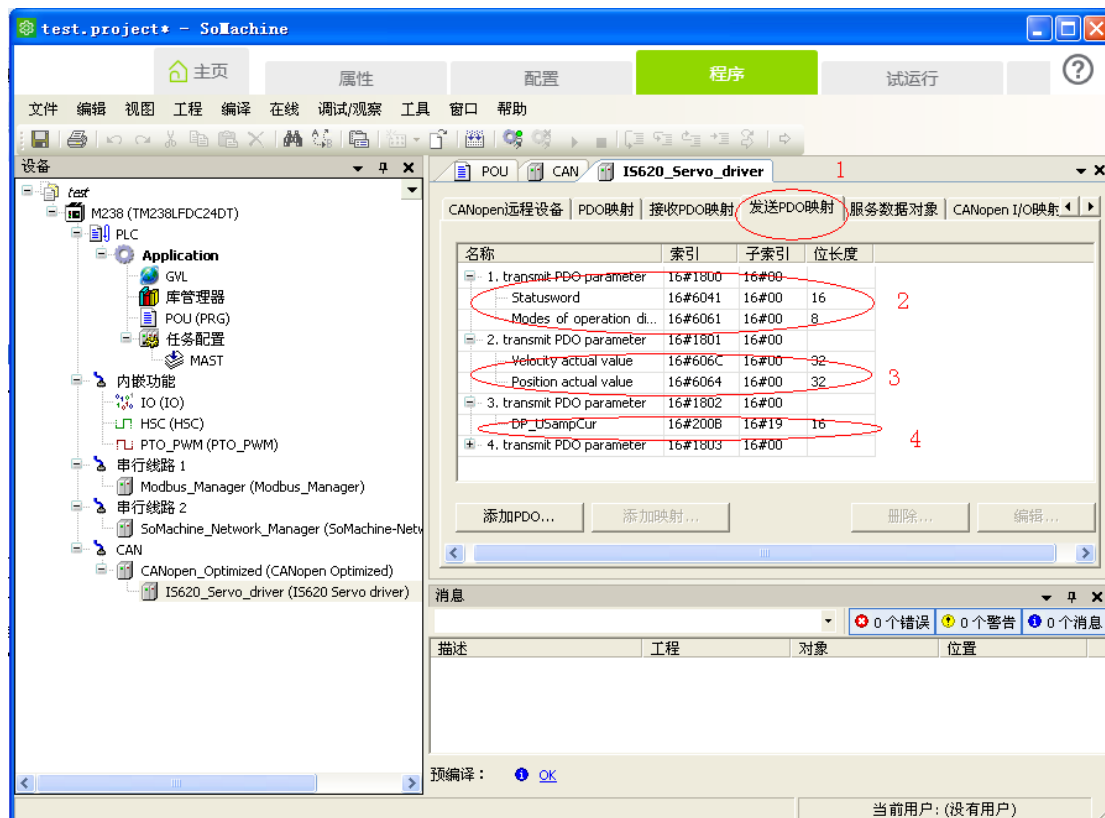 test.project* - SoMachine
主页
属性
配置
程序
试运行
文件 编辑 视图 工程 编译 在线 调试/观察 工具 窗口 帮助
设备
test
M238 (TM238LFDC24DT)
PLC
Application
GVL
库管理器
POU (PRG)
任务配置
MAST
内嵌功能
IO (IO)
HSC (HSC)
PTO_PWM (PTO_PWM)
串行线路 1
Modbus_Manager (Modbus_Manager)
串行线路 2
SoMachine_Network_Manager (SoMachine-Netw
CAN
CANopen_Optimized (CANopen Optimized)
IS620_Servo_driver (IS620 Servo driver)
POU CAN IS620_Servo_driver 1
CANopen远程设备 PDO映射 接收PDO映射 发送PDO映射 服务数据对象 CANopen I/O映射
名称 索引 子索引 位长度
1. transmit PDO parameter 16#1800 16#00
Statusword 16#6041 16#00 16
2
Modes of operation di... 16#6061 16#00 8
2. transmit PDO parameter 16#1801 16#00
Velocity actual value 16#606C 16#00 32
3
Position actual value 16#6064 16#00 32
3. transmit PDO parameter 16#1802 16#00
DP_USampCur 16#200B 16#19 16
4
4. transmit PDO parameter 16#1803 16#00
添加PDO... 添加映射... 删除... 编辑...
消息
0 个错误 0 个警告 0 个消息
描述 工程 对象 位置
预编译： OK
当前用户: (没有用户)